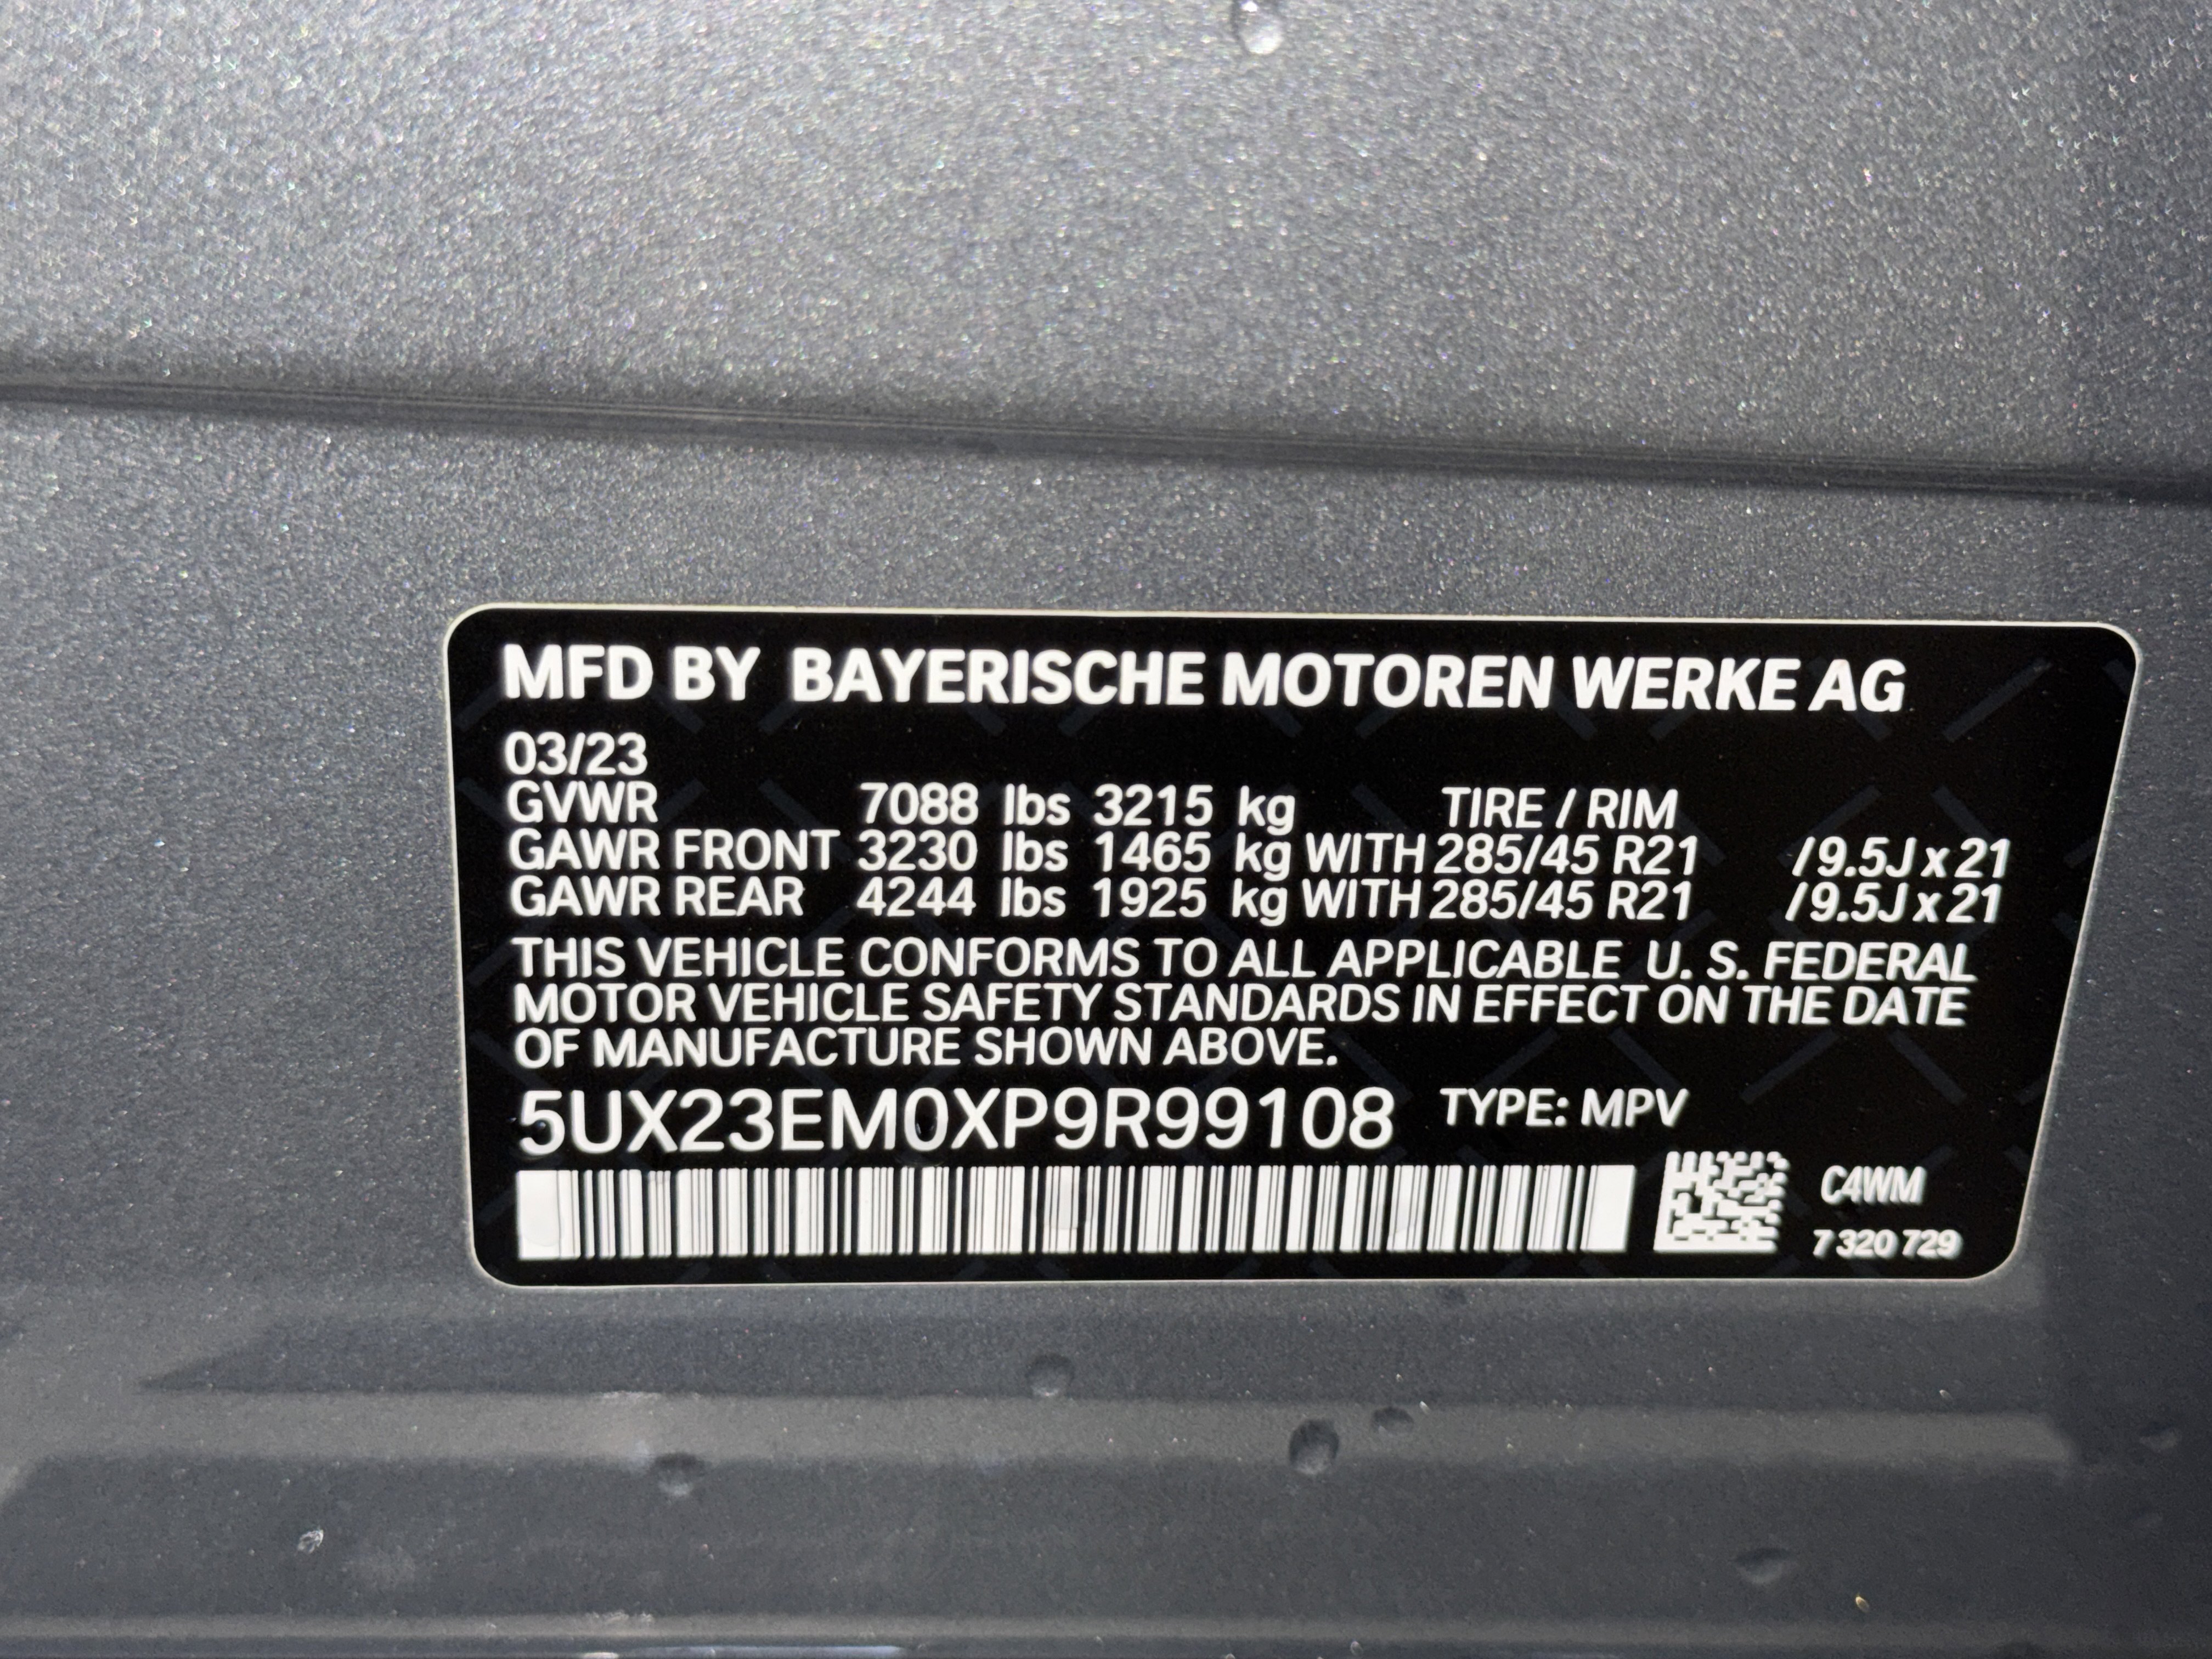 MFD BY BAYERISCHE MOTOREN WERKE AG
03/23
GVWR 7088 lbs 3215 kg TIRE / RIM
GAWR FRONT 3230 lbs 1465 kg WITH 285/45 R21 / 9.5J x 21
GAWR REAR 4244 lbs 1925 kg WITH 285/45 R21 / 9.5J x 21
THIS VEHICLE CONFORMS TO ALL APPLICABLE U. S. FEDERAL
MOTOR VEHICLE SAFETY STANDARDS IN EFFECT ON THE DATE
OF MANUFACTURE SHOWN ABOVE.
5UX23EM0XP9R99108 TYPE: MPV
C4WM
7 320 729